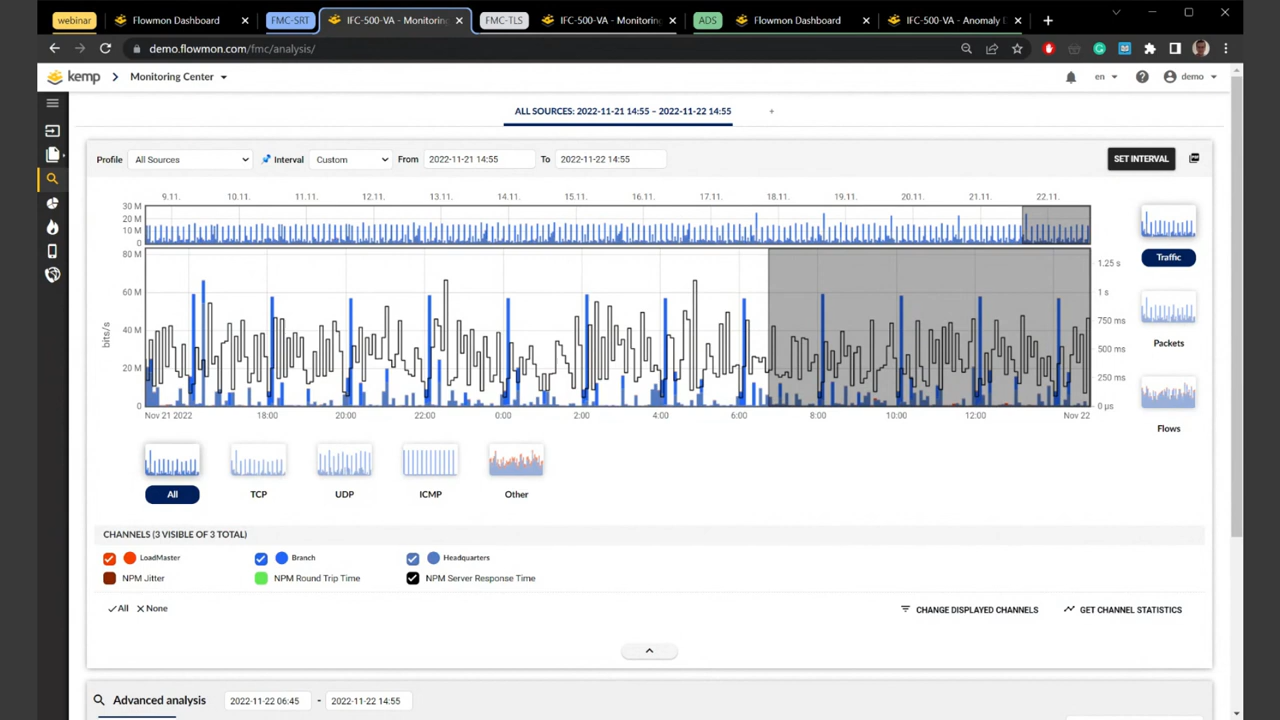 webinar
Flowmon Dashboard
FMC-SRT
IFC-500-VA - Monitoring
FMC-TLS
IFC-500-VA - Monitoring
ADS
Flowmon Dashboard
IFC-500-VA - Anomaly
demo.flowmon.com/fmc/analysis/
kemp
Monitoring Center
en
demo
ALL SOURCES: 2022-11-21 14:55 – 2022-11-22 14:55
+
Profile
All Sources
Interval
Custom
From
2022-11-21 14:55
To
2022-11-22 14:55
SET INTERVAL
9.11. 10.11. 11.11. 12.11. 13.11. 14.11. 15.11. 16.11. 17.11. 18.11. 19.11. 20.11. 21.11. 22.11.
30 M
20 M
10 M
0
80 M
60 M
40 M
20 M
0
bits/s
1.25 s
1 s
750 ms
500 ms
250 ms
0 µs
Nov 21 2022 18:00 20:00 22:00 0:00 2:00 4:00 6:00 8:00 10:00 12:00 Nov 22
Traffic
Packets
Flows
All
TCP
UDP
ICMP
Other
CHANNELS (3 VISIBLE OF 3 TOTAL)
LoadMaster
Branch
Headquarters
NPM Jitter
NPM Round Trip Time
NPM Server Response Time
All
None
CHANGE DISPLAYED CHANNELS
GET CHANNEL STATISTICS
Advanced analysis
2022-11-22 06:45 - 2022-11-22 14:55